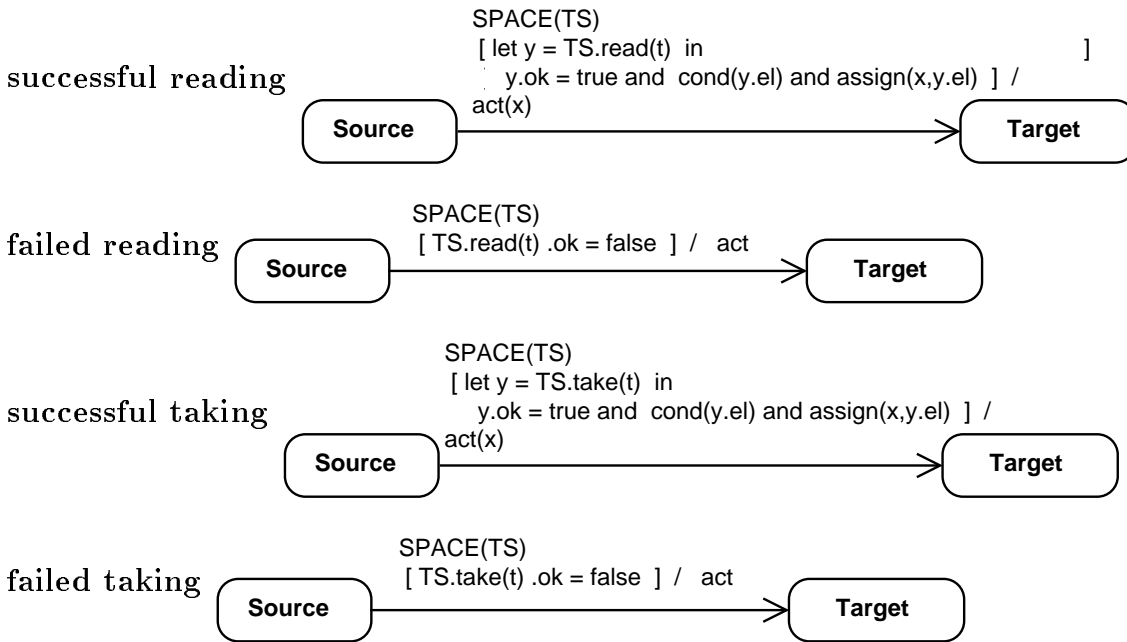 SPACE(TS)
[ let y = TS.read(t) in ]
successful reading
y.ok = true and cond(y.el) and assign(x,y.el) ] /
act(x)
Source
Target
SPACE(TS)
failed reading
[ TS.read(t) .ok = false ] / act
Source
Target
SPACE(TS)
[ let y = TS.take(t) in
successful taking
y.ok = true and cond(y.el) and assign(x,y.el) ] /
act(x)
Source
Target
SPACE(TS)
failed taking
[ TS.take(t) .ok = false ] / act
Source
Target